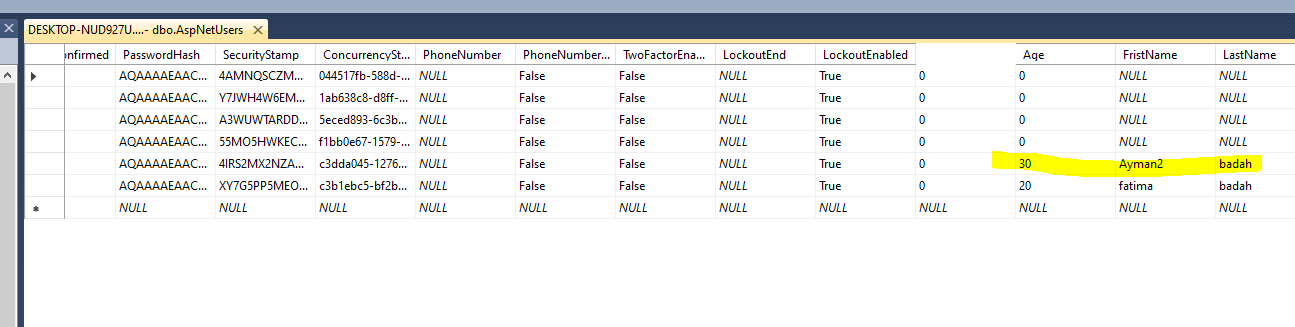 DESKTOP-NUD927U....- dbo.AspNetUsers
onfirmed PasswordHash SecurityStamp ConcurrencySt... PhoneNumber PhoneNumber... TwoFactorEna... LockoutEnd LockoutEnabled Age FristName LastName
AQAAAAEAAC... 4AMNQSCZM... 044517fb-588d-... NULL False False NULL True 0 0 NULL NULL
AQAAAAEAAC... Y7JWH4W6EM... 1ab638c8-d8ff-... NULL False False NULL True 0 0 NULL NULL
AQAAAAEAAC... A3WUWTARDD... 5eced893-6c3b... NULL False False NULL True 0 0 NULL NULL
AQAAAAEAAC... 55MO5HWKEC... f1bb0e67-1579-... NULL False False NULL True 0 0 NULL NULL
AQAAAAEAAC... 4IRS2MX2NZA... c3dda045-1276... NULL False False NULL True 0 30 Ayman2 badah
AQAAAAEAAC... XY7G5PP5MEO... c3b1ebc5-bf2b... NULL False False NULL True 0 20 fatima badah
NULL NULL NULL NULL NULL NULL NULL NULL NULL NULL NULL NULL